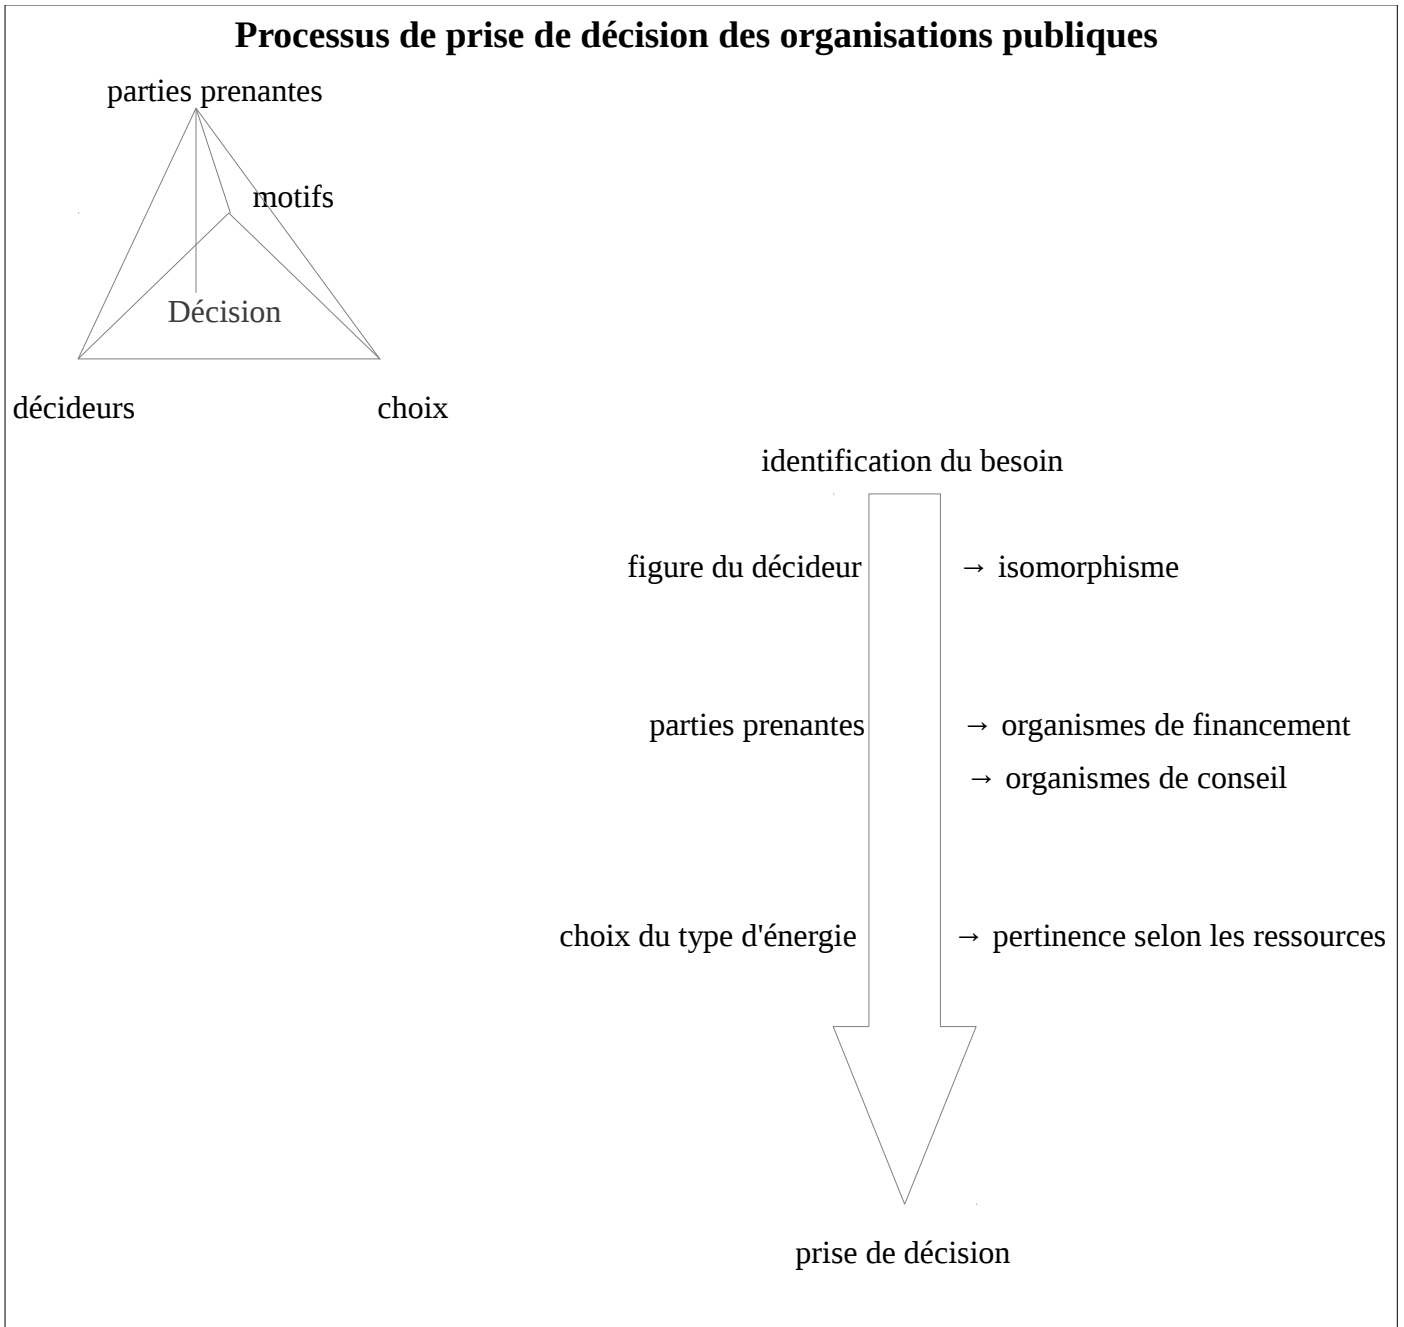 Processus de prise de décision des organisations publiques
parties prenantes
motifs
Décision
décideurs
choix
identification du besoin
figure du décideur → isomorphisme
parties prenantes → organismes de financement
→ organismes de conseil
choix du type d'énergie → pertinence selon les ressources
prise de décision